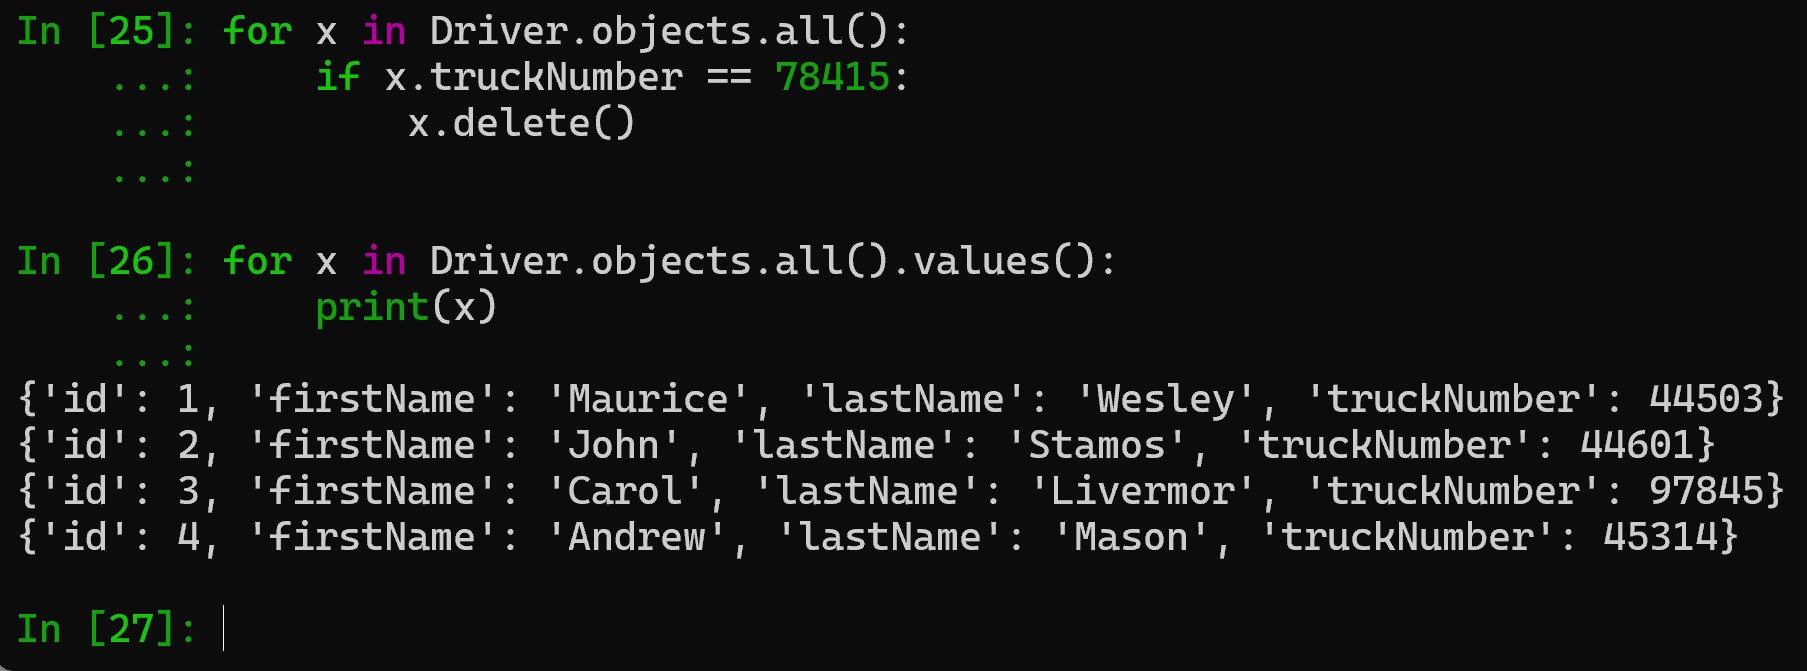 In [25]: for x in Driver.objects.all():
    ...:     if x.truckNumber == 78415:
    ...:         x.delete()
    ...:
In [26]: for x in Driver.objects.all().values():
    ...:     print(x)
    ...:
{'id': 1, 'firstName': 'Maurice', 'lastName': 'Wesley', 'truckNumber': 44503}
{'id': 2, 'firstName': 'John', 'lastName': 'Stamos', 'truckNumber': 44601}
{'id': 3, 'firstName': 'Carol', 'lastName': 'Livermor', 'truckNumber': 97845}
{'id': 4, 'firstName': 'Andrew', 'lastName': 'Mason', 'truckNumber': 45314}
In [27]: